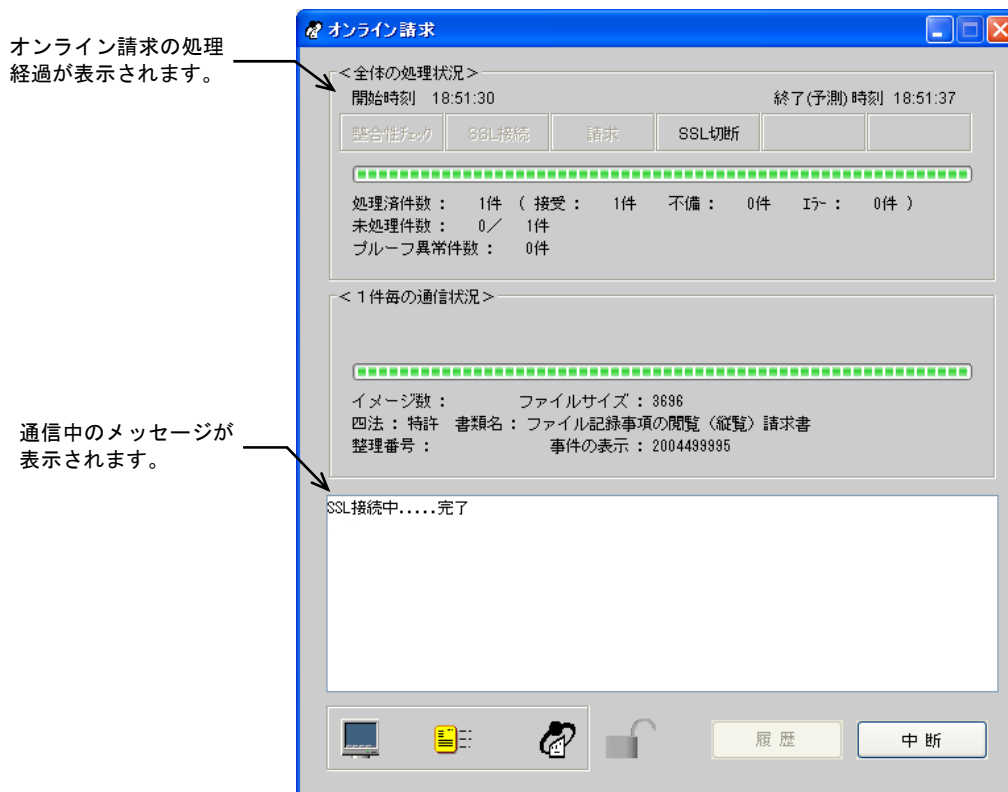 オンライン請求
オンライン請求の処理
経過が表示されます。
＜全体の処理状況＞
開始時刻 18:51:30 終了(予測)時刻 18:51:37
整合性ﾁｪｯｸ SSL接続 請求 SSL切断
処理済件数： 1件 （ 接受： 1件 不備： 0件 ｴﾗｰ： 0件 ）
未処理件数： 0／ 1件
プルーフ異常件数： 0件
＜１件毎の通信状況＞
イメージ数： ファイルサイズ： 3696
四法：特許 書類名：ファイル記録事項の閲覧（縦覧）請求書
整理番号： 事件の表示： 2004499995
通信中のメッセージが
表示されます。
SSL接続中.....完了
履歴 中断